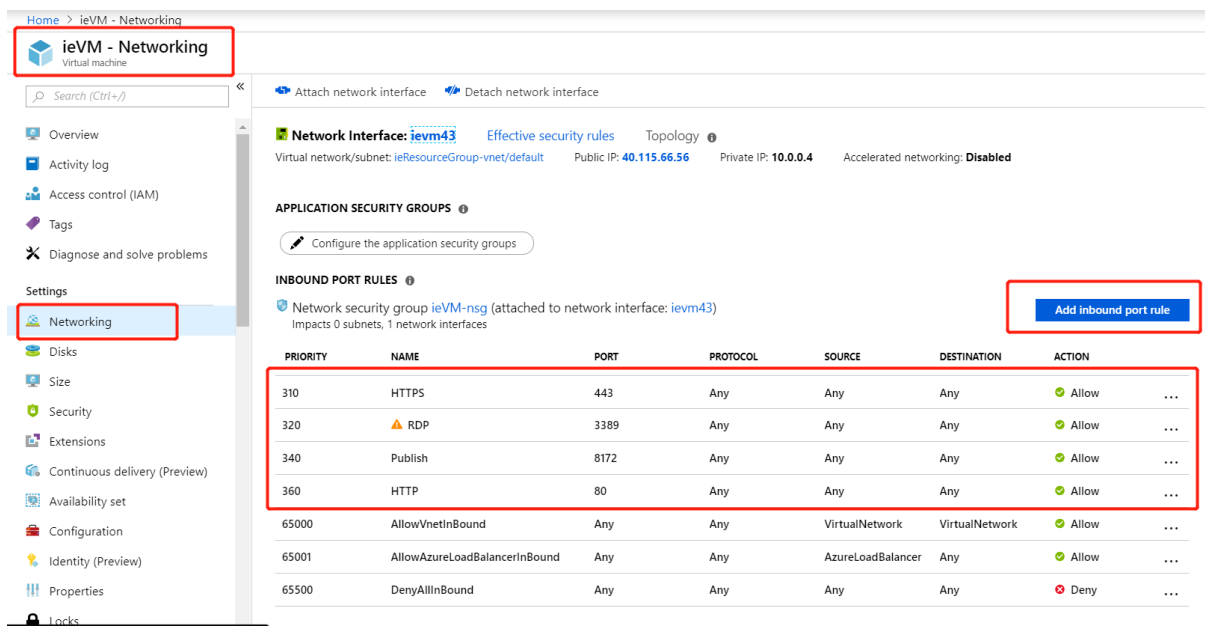 Home > ieVM - Networking
ieVM - Networking
Virtual machine
Search (Ctrl+/)
«
Overview
Activity log
Access control (IAM)
Tags
Diagnose and solve problems
Settings
Networking
Disks
Size
Security
Extensions
Continuous delivery (Preview)
Availability set
Configuration
Identity (Preview)
Properties
Locks
Attach network interface Detach network interface
Network Interface: ievm43 Effective security rules Topology
Virtual network/subnet: ieResourceGroup-vnet/default Public IP: 40.115.66.56 Private IP: 10.0.0.4 Accelerated networking: Disabled
APPLICATION SECURITY GROUPS
Configure the application security groups
INBOUND PORT RULES
Network security group ieVM-nsg (attached to network interface: ievm43)
Impacts 0 subnets, 1 network interfaces
Add inbound port rule
PRIORITY NAME PORT PROTOCOL SOURCE DESTINATION ACTION
310 HTTPS 443 Any Any Any Allow ...
320 RDP 3389 Any Any Any Allow ...
340 Publish 8172 Any Any Any Allow ...
360 HTTP 80 Any Any Any Allow ...
65000 AllowVnetInBound Any Any VirtualNetwork VirtualNetwork Allow ...
65001 AllowAzureLoadBalancerInBound Any Any AzureLoadBalancer Any Allow ...
65500 DenyAllInBound Any Any Any Any Deny ...